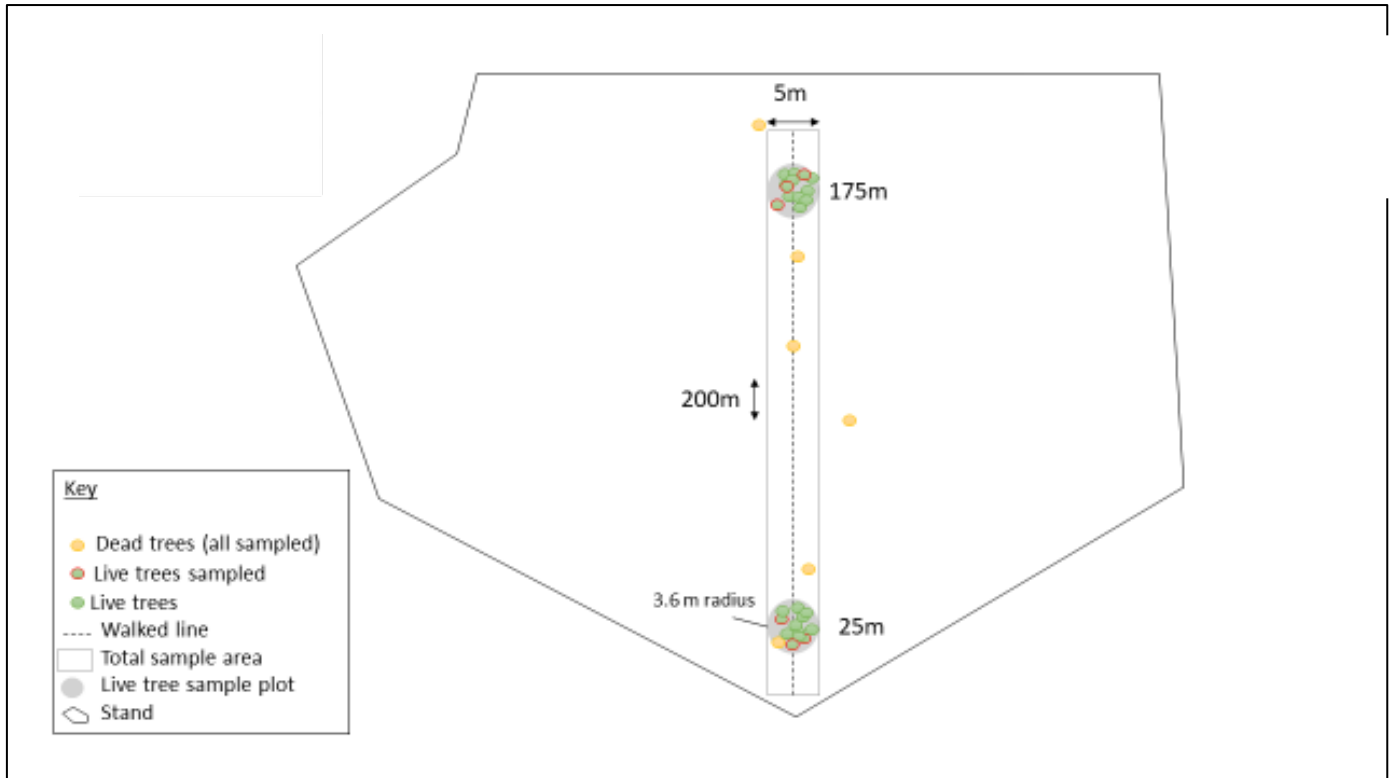 5m
175m
200m
3.6 m radius
25m
Key
Dead trees (all sampled)
Live trees sampled
Live trees
Walked line
Total sample area
Live tree sample plot
Stand